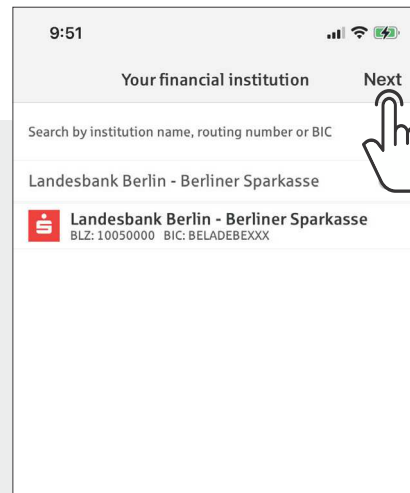 9:51
Your financial institution Next
Search by institution name, routing number or BIC
Landesbank Berlin - Berliner Sparkasse
Landesbank Berlin - Berliner Sparkasse
BLZ: 10050000 BIC: BELADEBEXXX